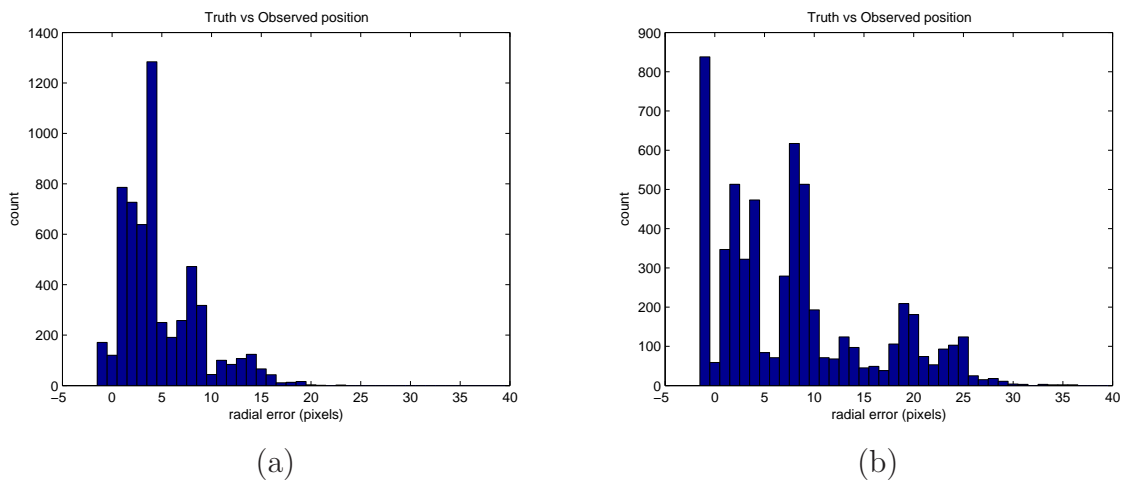 Truth vs Observed position
1400
1200
1000
800
600
400
200
0
count
−5 0 5 10 15 20 25 30 35 40
radial error (pixels)
(a)
Truth vs Observed position
900
800
700
600
500
400
300
200
100
0
count
−5 0 5 10 15 20 25 30 35 40
radial error (pixels)
(b)